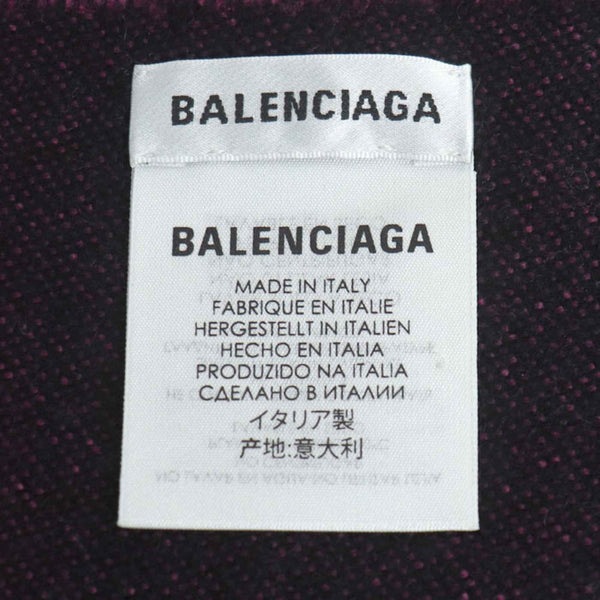 BALENCIAGA
BALENCIAGA
MADE IN ITALY
FABRIQUE EN ITALIE
HERGESTELLT IN ITALIEN
HECHO EN ITALIA
PRODUZIDO NA ITALIA
СДЕЛАНО В ИТАЛИИ
イタリア製
产地:意大利